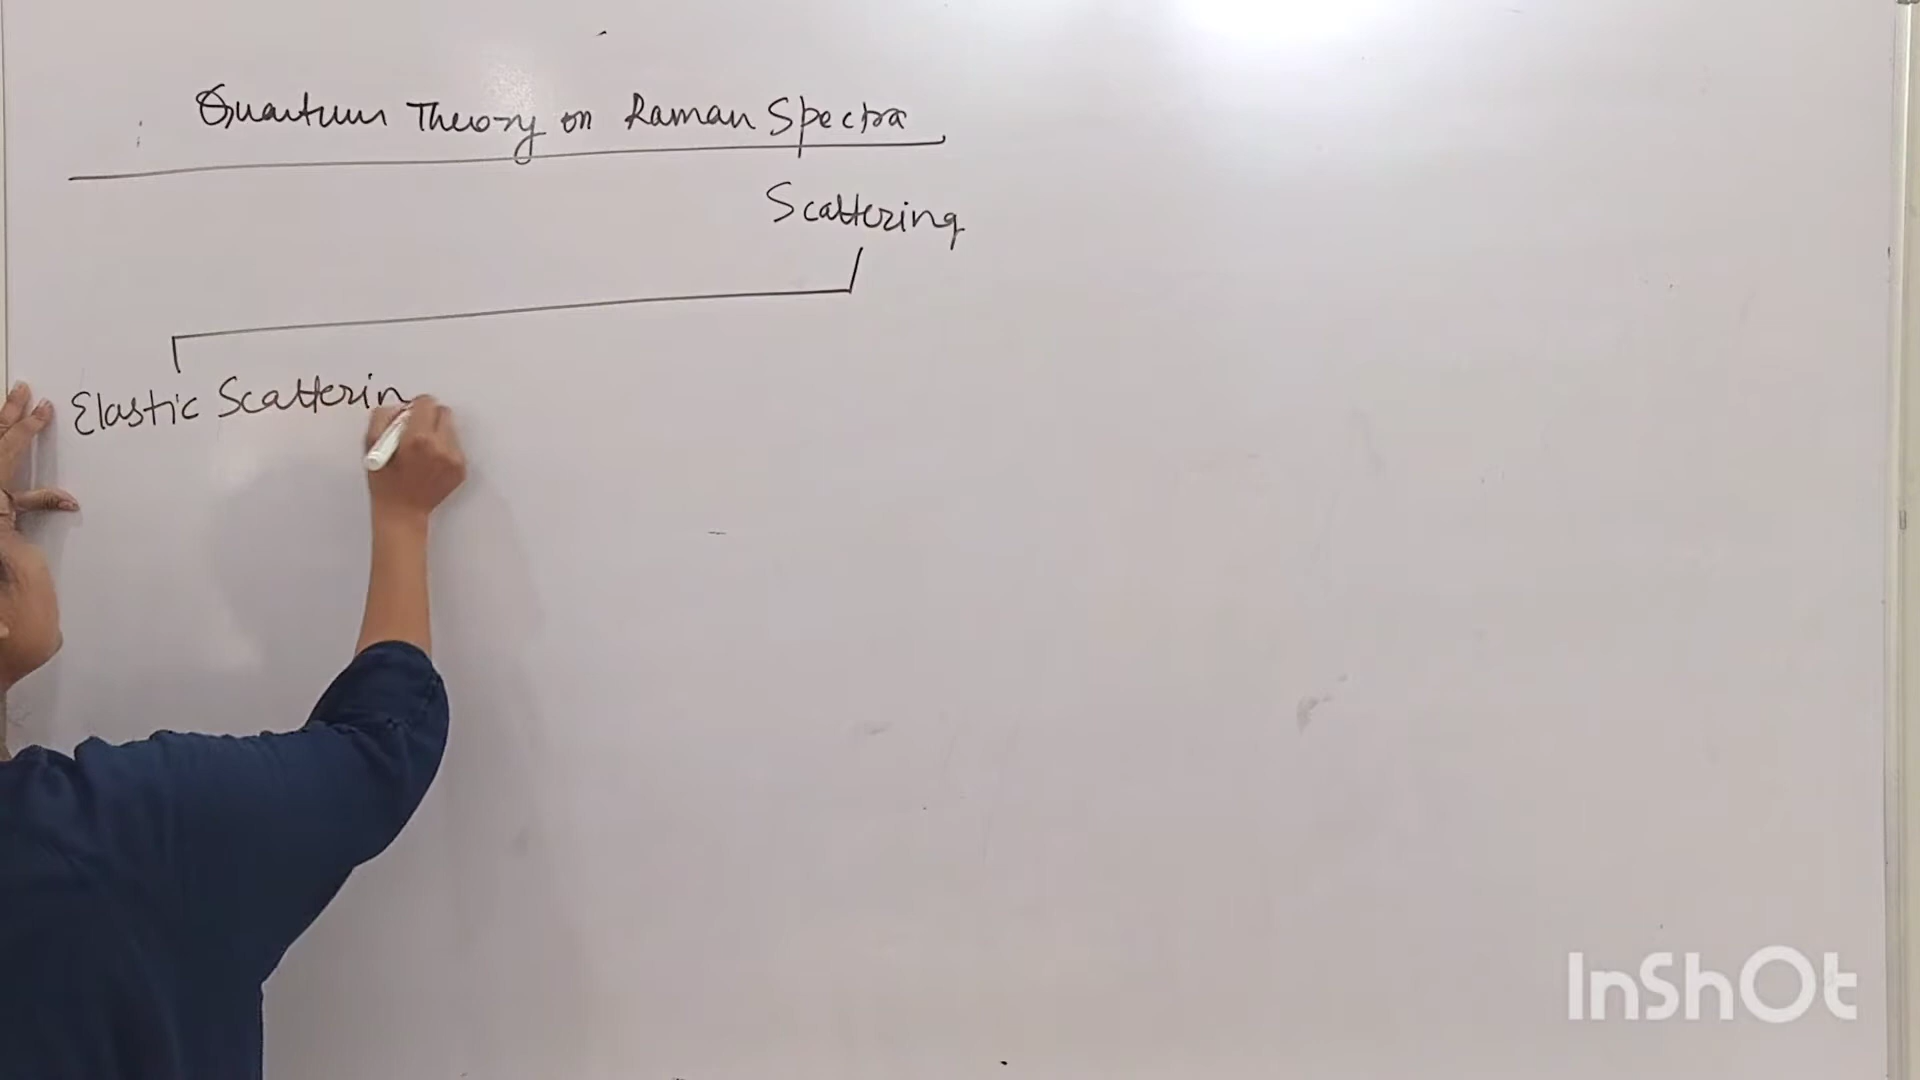 Quantum Theory on Raman Spectra
Scattering
Elastic Scatterin
InShOt